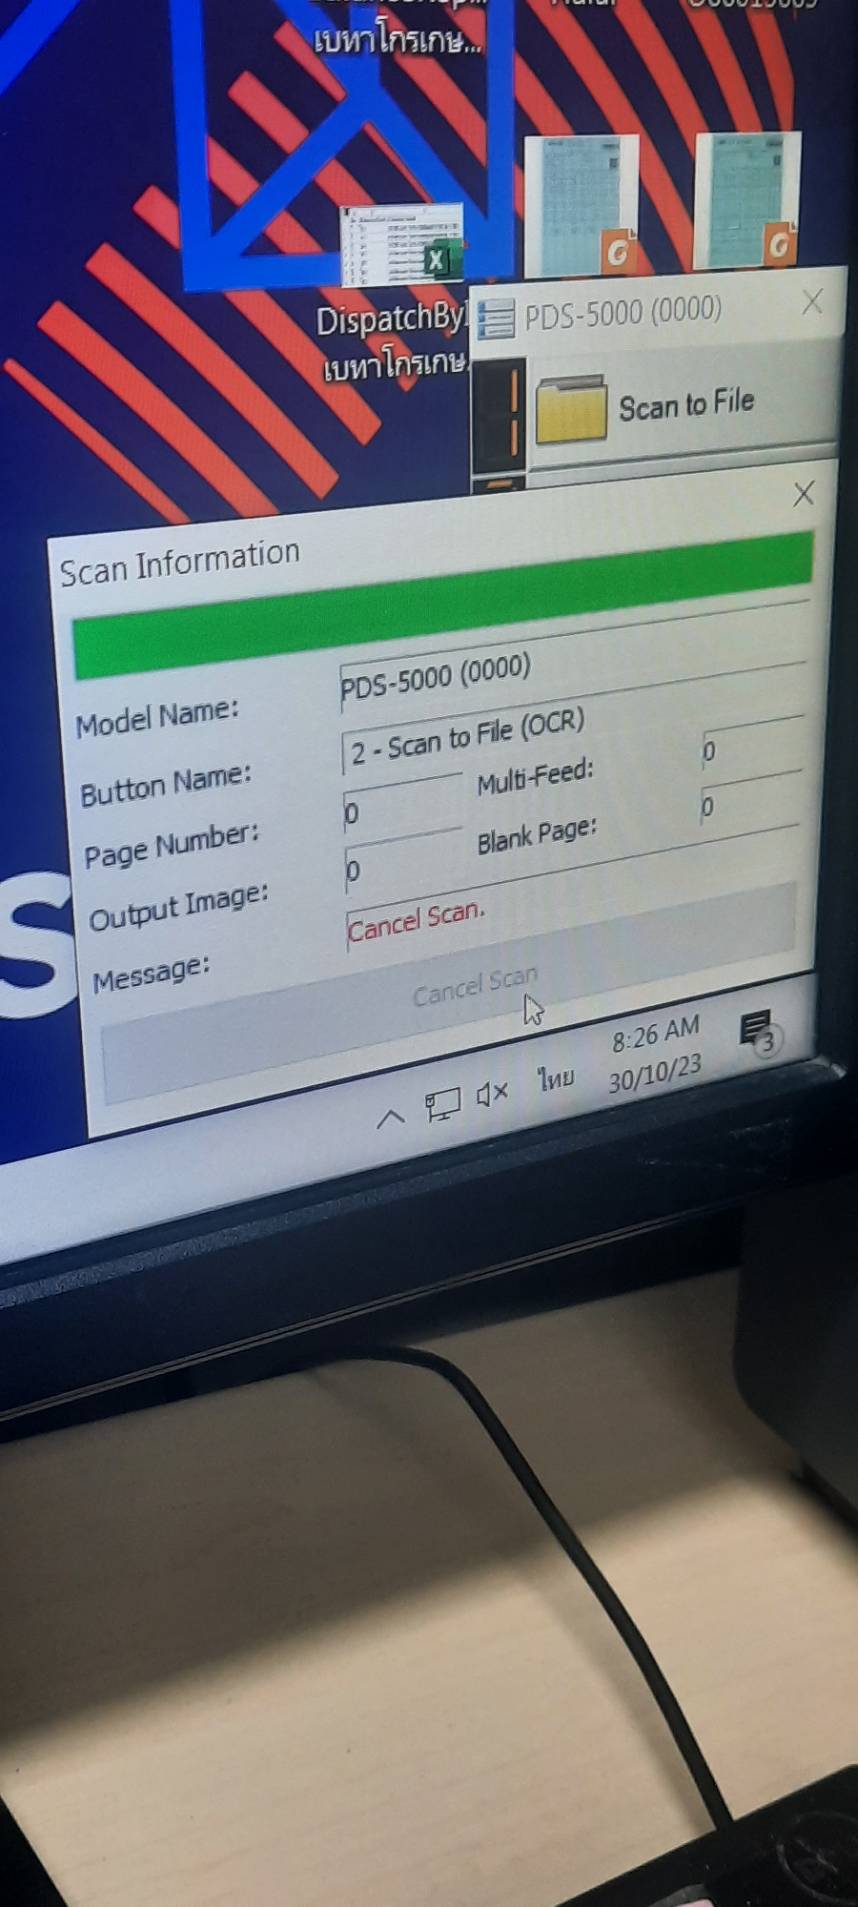 เบทาโกรเกษ...
DispatchBy
เบทาโกรเกษ
PDS-5000 (0000)
Scan to File
Scan Information
Model Name: PDS-5000 (0000)
Button Name: 2 - Scan to File (OCR)
Page Number: 0 Multi-Feed: 0
Output Image: 0 Blank Page: 0
Message: Cancel Scan.
Cancel Scan
S
ไทย
8:26 AM
30/10/23
3